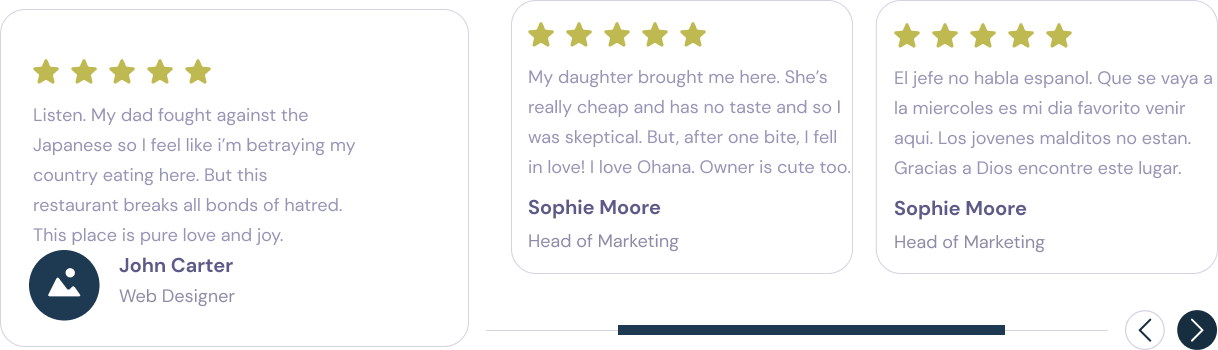 Listen. My dad fought against the
Japanese so I feel like i’m betraying my
country eating here. But this
restaurant breaks all bonds of hatred.
This place is pure love and joy.
John Carter
Web Designer
My daughter brought me here. She’s
really cheap and has no taste and so I
was skeptical. But, after one bite, I fell
in love! I love Ohana. Owner is cute too.
Sophie Moore
Head of Marketing
El jefe no habla espanol. Que se vaya a
la miercoles es mi dia favorito venir
aqui. Los jovenes malditos no estan.
Gracias a Dios encontre este lugar.
Sophie Moore
Head of Marketing